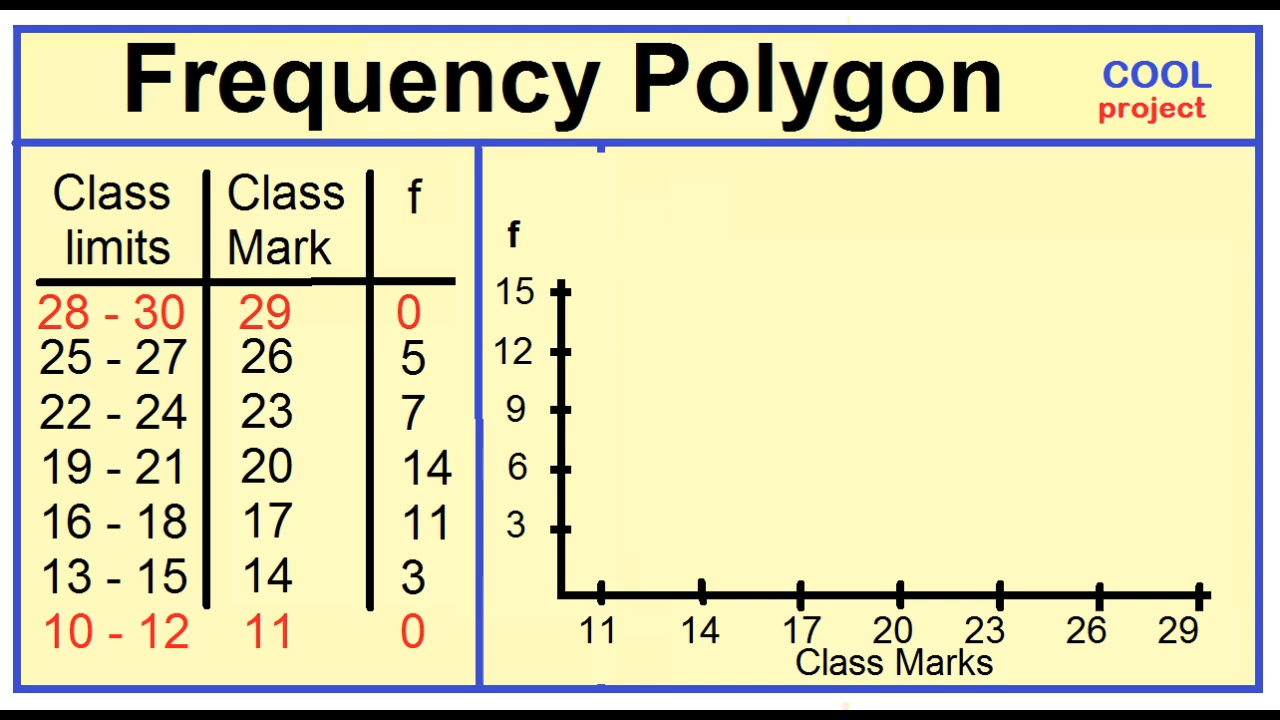 Frequency Polygon
COOL
project
Class limits Class Mark f
28 - 30 29 0
25 - 27 26 5
22 - 24 23 7
19 - 21 20 14
16 - 18 17 11
13 - 15 14 3
10 - 12 11 0
f
15
12
9
6
3
11 14 17 20 23 26 29
Class Marks